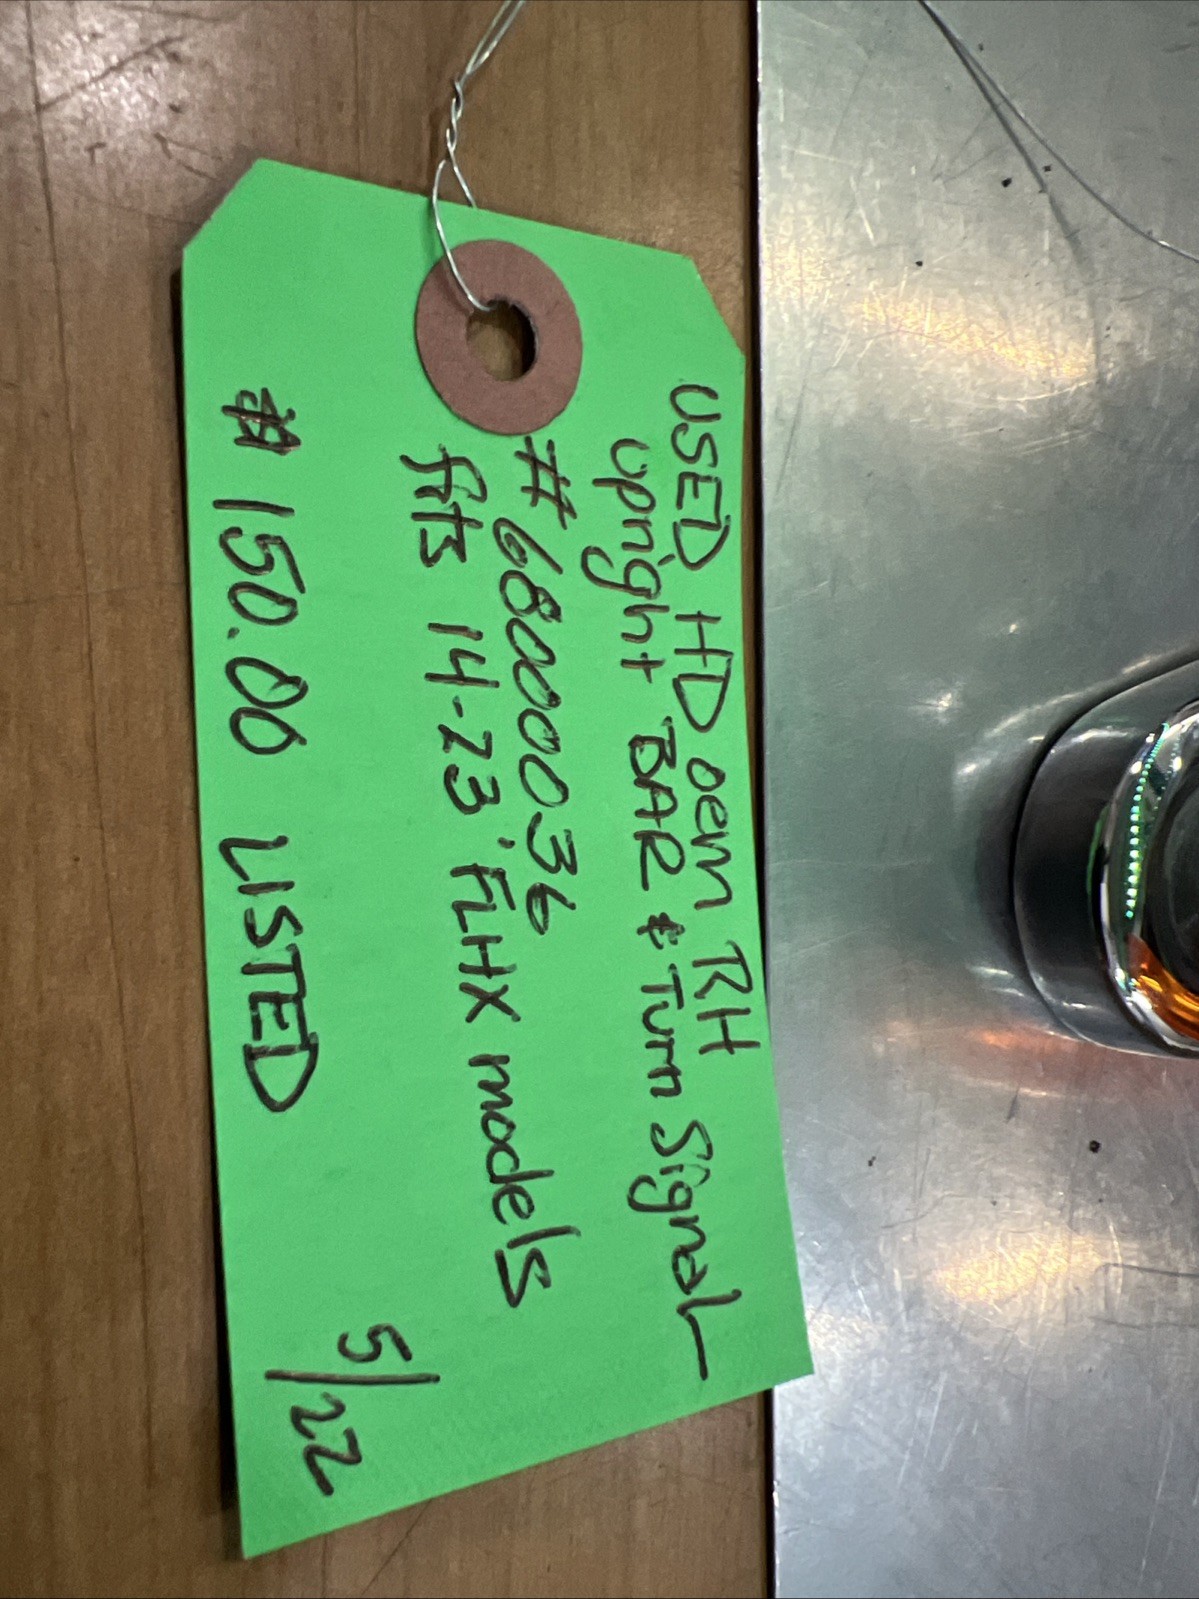 USED HD oem RH
upright BAR & Turn Signal
#68000036
fits 14-23 FLHX models
$ 150.00 LISTED
5/22